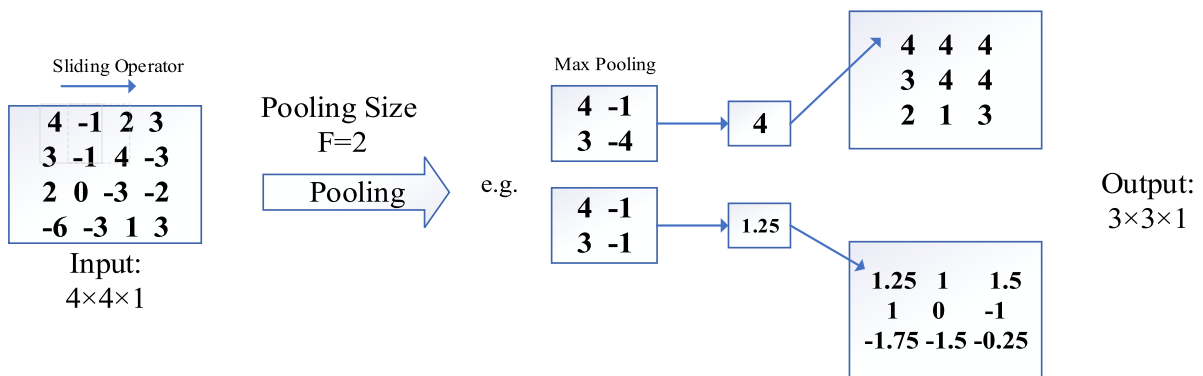 Sliding Operator
4 -1 2 3
3 -1 4 -3
2 0 -3 -2
-6 -3 1 3
Input:
4×4×1
Pooling Size
F=2
Pooling
e.g.
Max Pooling
4 -1
3 -4
4
4 -1
3 -1
1.25
4 4 4
3 4 4
2 1 3
1.25 1 1.5
1 0 -1
-1.75 -1.5 -0.25
Output:
3×3×1